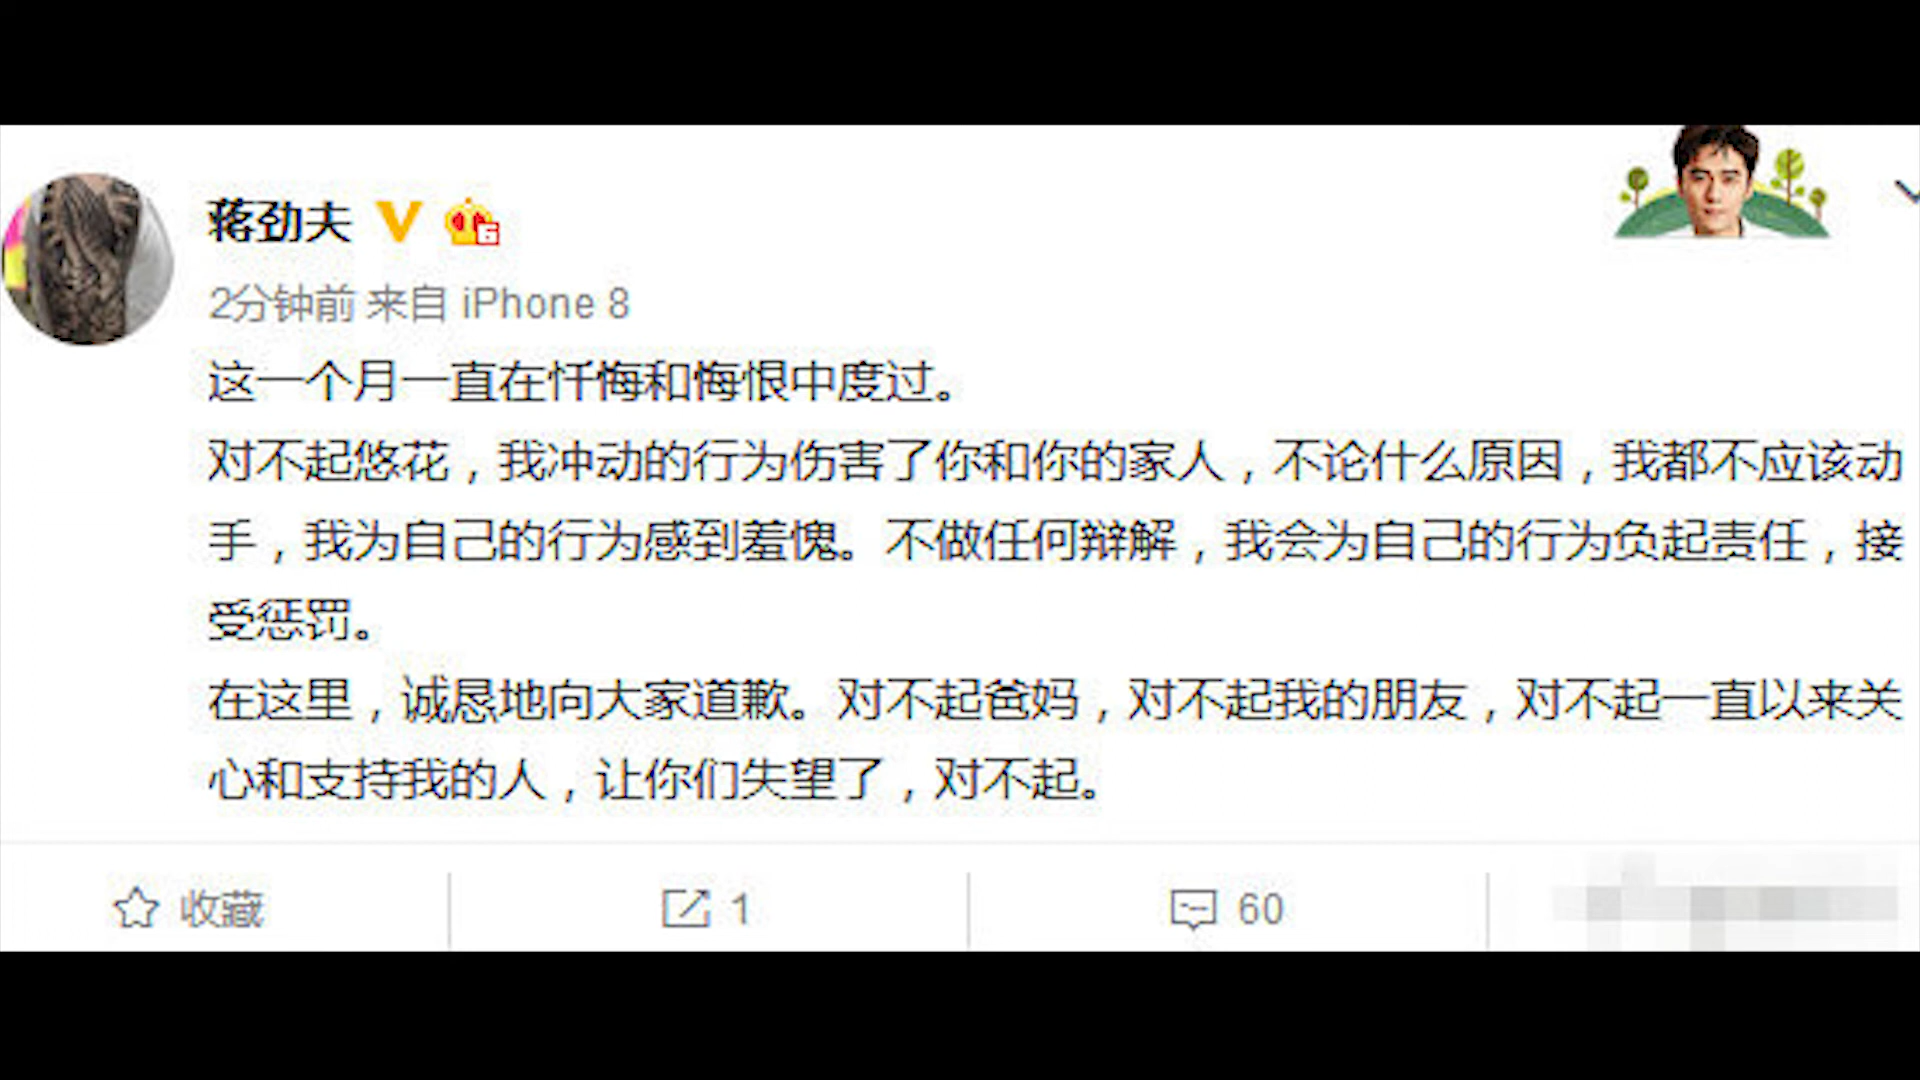 蒋劲夫
2分钟前 来自 iPhone 8
这一个月一直在忏悔和悔恨中度过。
对不起悠花，我冲动的行为伤害了你和你的家人，不论什么原因，我都不应该动
手，我为自己的行为感到羞愧。不做任何辩解，我会为自己的行为负起责任，接
受惩罚。
在这里，诚恳地向大家道歉。对不起爸妈，对不起我的朋友，对不起一直以来关
心和支持我的人，让你们失望了，对不起。
收藏 1 60